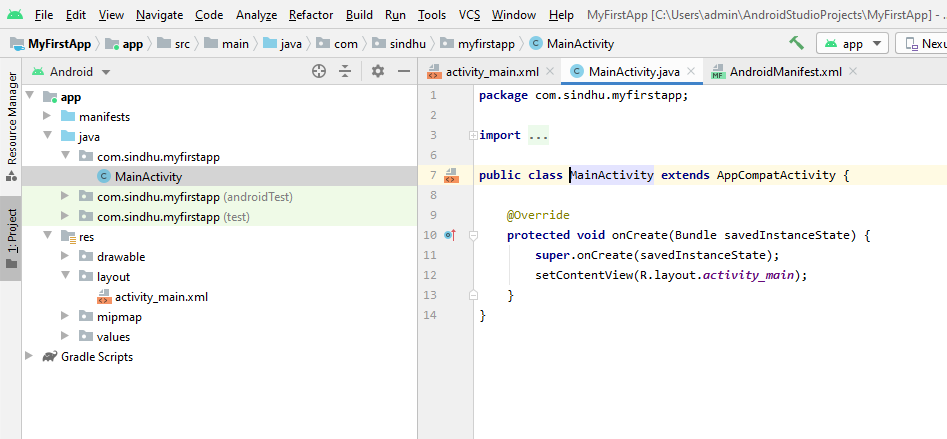 File Edit View Navigate Code Analyze Refactor Build Run Tools VCS Window Help MyFirstApp [C:\Users\admin\AndroidStudioProjects\MyFirstApp] - ...
MyFirstApp app src main java com sindhu myfirstapp MainActivity app Nexu
Resource Manager
1: Project
Android
app
manifests
java
com.sindhu.myfirstapp
MainActivity
com.sindhu.myfirstapp (androidTest)
com.sindhu.myfirstapp (test)
res
drawable
layout
activity_main.xml
mipmap
values
Gradle Scripts
activity_main.xml MainActivity.java AndroidManifest.xml
1 package com.sindhu.myfirstapp;
2
3 import ...
6
7 public class MainActivity extends AppCompatActivity {
8
9 @Override
10 protected void onCreate(Bundle savedInstanceState) {
11 super.onCreate(savedInstanceState);
12 setContentView(R.layout.activity_main);
13 }
14 }